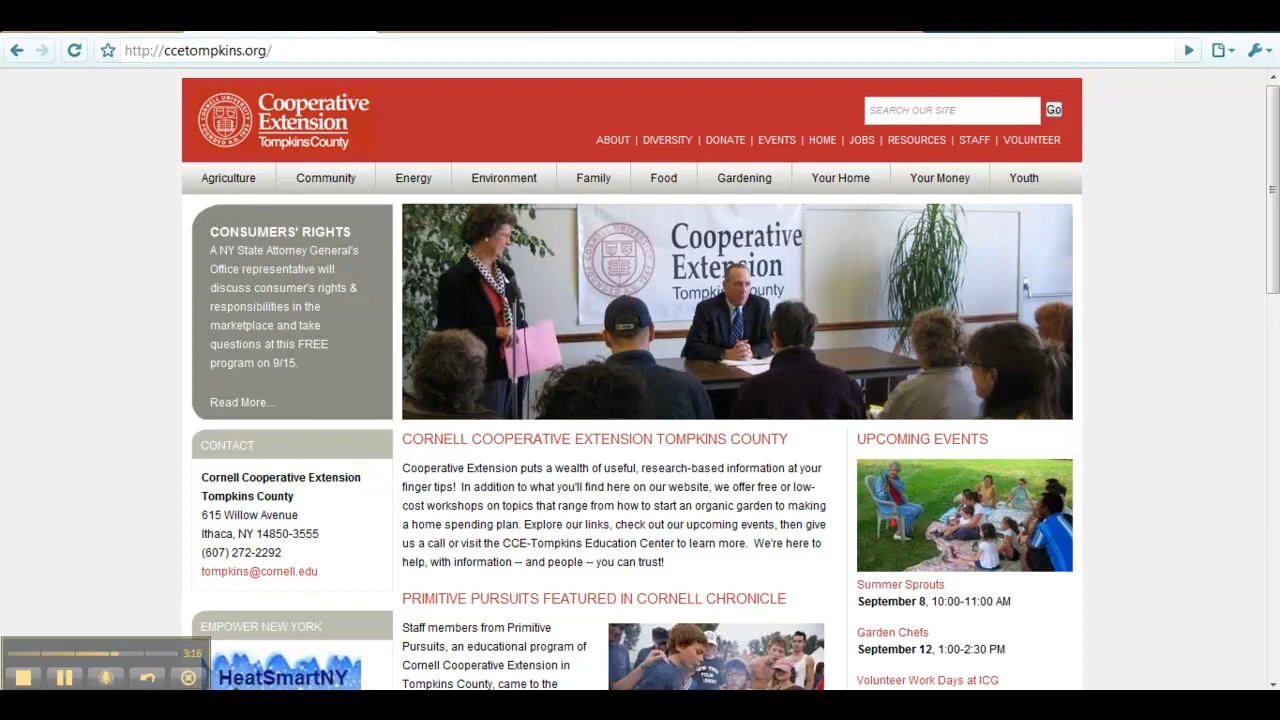 http://ccetompkins.org/
Cooperative
Extension
Tompkins County
SEARCH OUR SITE
Go
ABOUT | DIVERSITY | DONATE | EVENTS | HOME | JOBS | RESOURCES | STAFF | VOLUNTEER
Agriculture
Community
Energy
Environment
Family
Food
Gardening
Your Home
Your Money
Youth
CONSUMERS' RIGHTS
A NY State Attorney General's
Office representative will
discuss consumer's rights &
responsibilities in the
marketplace and take
questions at this FREE
program on 9/15.
Read More...
Cooperative
Extension
Tompkins County
CONTACT
Cornell Cooperative Extension
Tompkins County
615 Willow Avenue
Ithaca, NY 14850-3555
(607) 272-2292
tompkins@cornell.edu
EMPOWER NEW YORK
HeatSmartNY
CORNELL COOPERATIVE EXTENSION TOMPKINS COUNTY
Cooperative Extension puts a wealth of useful, research-based information at your
finger tips!  In addition to what you'll find here on our website, we offer free or low-
cost workshops on topics that range from how to start an organic garden to making
a home spending plan. Explore our links, check out our upcoming events, then give
us a call or visit the CCE-Tompkins Education Center to learn more.  We're here to
help, with information -- and people -- you can trust!
PRIMITIVE PURSUITS FEATURED IN CORNELL CHRONICLE
Staff members from Primitive
Pursuits, an educational program of
Cornell Cooperative Extension in
Tompkins County, came to the
UPCOMING EVENTS
Summer Sprouts
September 8, 10:00-11:00 AM
Garden Chefs
September 12, 1:00-2:30 PM
Volunteer Work Days at ICG
3:16